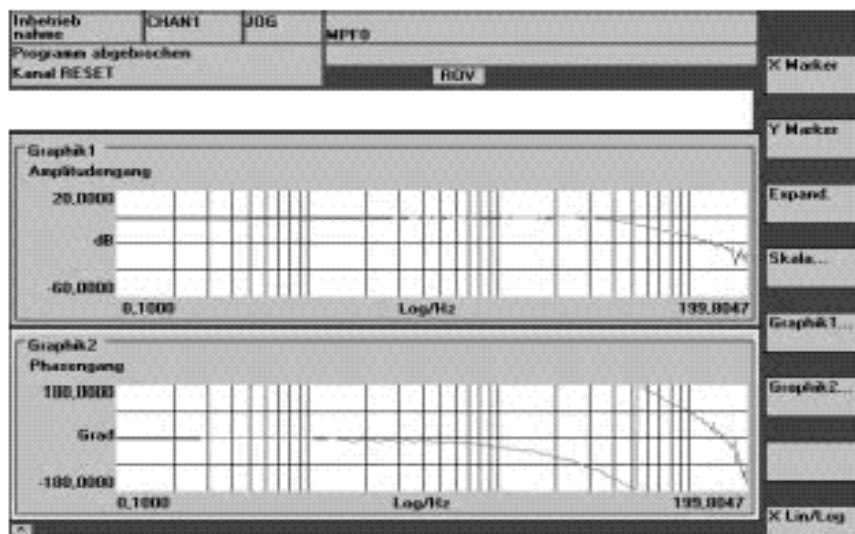 Inbetrieb
nahme
CHAN1
JOG
MPF0
Programm abgebrochen
Kanal RESET
ROV
X Marker
Y Marker
Expand.
Skala...
Graphik1...
Graphik2...
X Lin/Log
Graphik1
Amplitudengang
20,0000
dB
-60,0000
0,1000
Log/Hz
199,8047
Graphik2
Phasengang
180,0000
Grad
-180,0000
0,1000
Log/Hz
199,8047
^